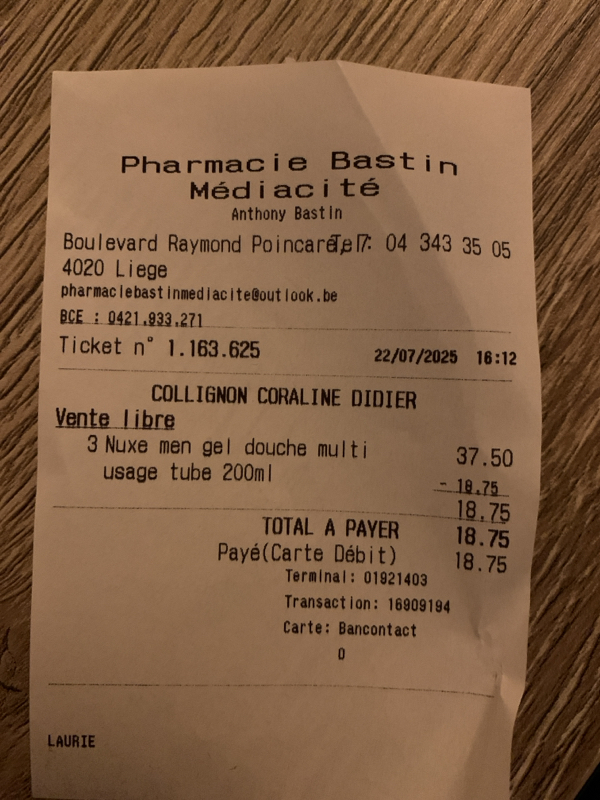 Pharmacie Bastin
Médiacité
Anthony Bastin
Boulevard Raymond Poincaré, 7 Tel : 04 343 35 05
4020 Liege
pharmaciebastinmediacite@outlook.be
BCE : 0421.933.271
Ticket n° 1.163.625 22/07/2025 16:12
COLLIGNON CORALINE DIDIER
Vente libre
3 Nuxe men gel douche multi 37.50
usage tube 200ml - 18.75
18.75
TOTAL A PAYER 18.75
Payé(Carte Débit) 18.75
Terminal: 01921403
Transaction: 16909194
Carte: Bancontact
0
LAURIE